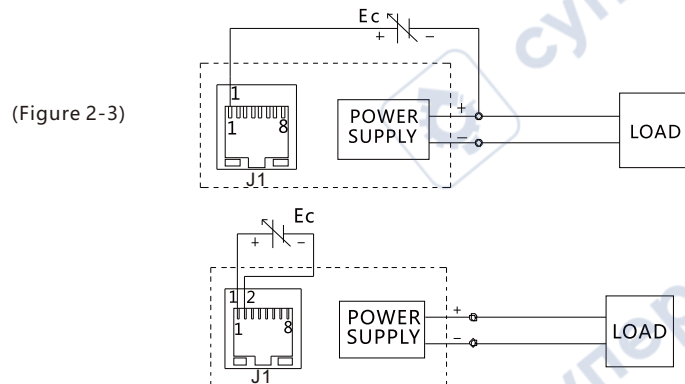 Ec
+ −
1
(Figure 2-3)
1 8
J1
POWER SUPPLY
+
−
LOAD
Ec
+ −
1 2
1 8
J1
POWER SUPPLY
+
−
LOAD